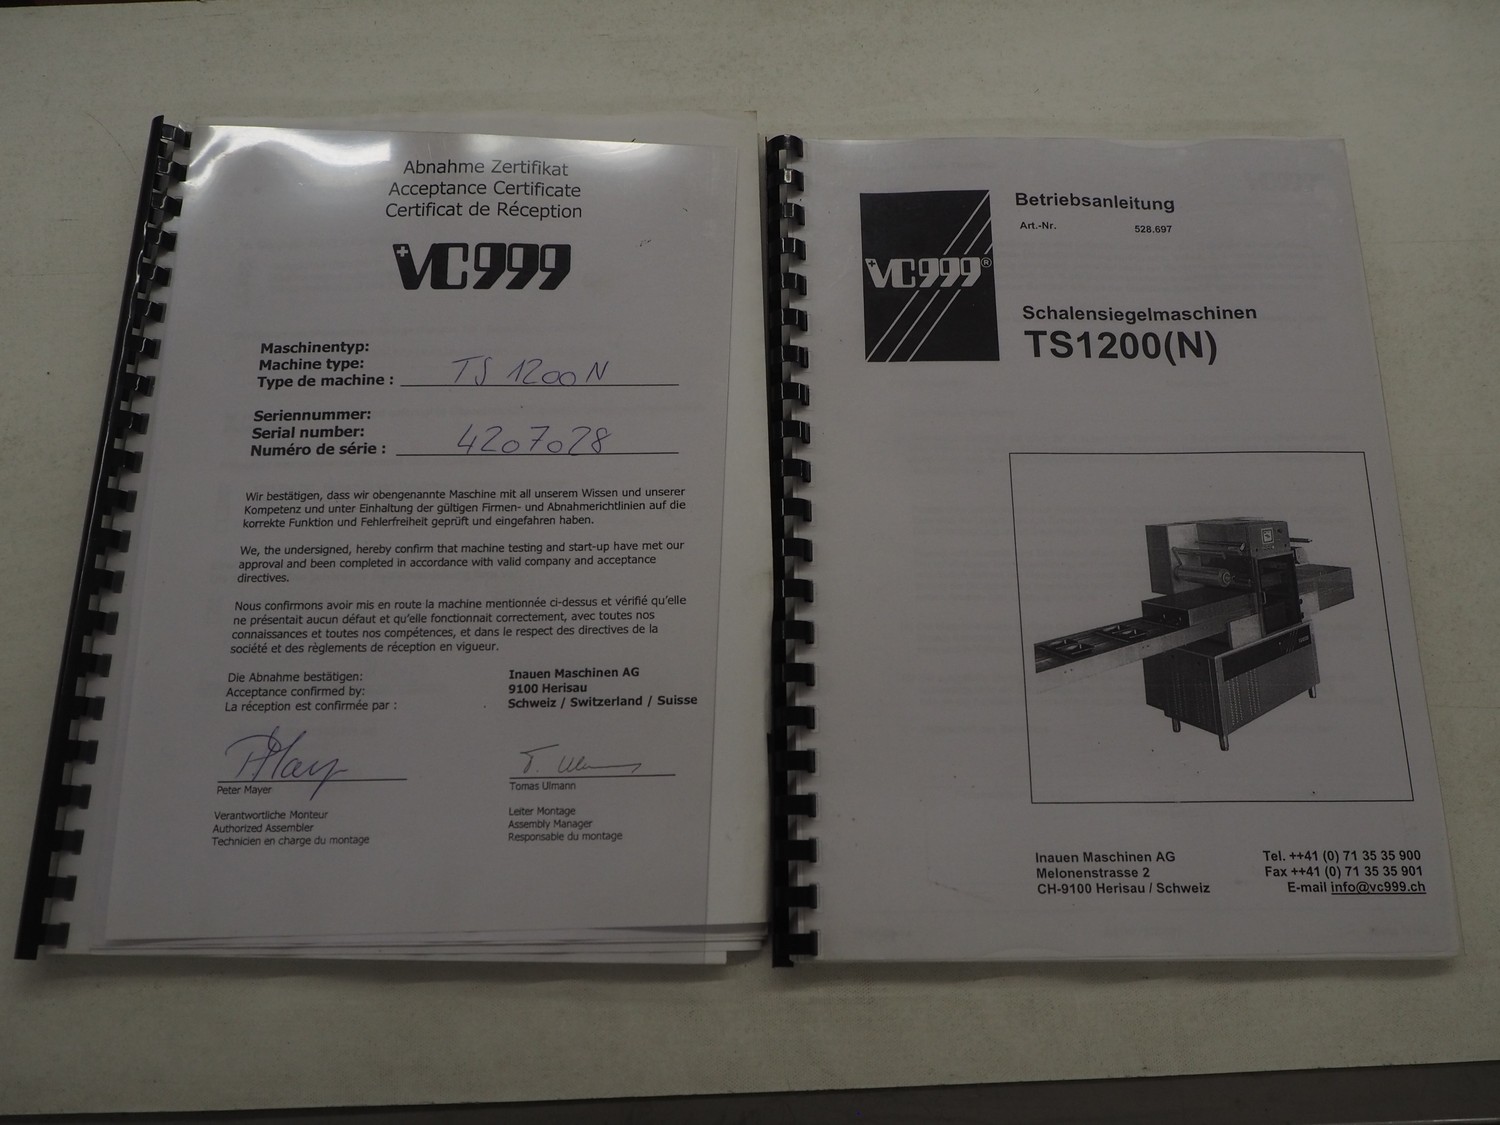 Abnahme Zertifikat
Acceptance Certificate
Certificat de Réception
VC999
Maschinentyp:
Machine type:
Type de machine : TS 1200 N
Seriennummer:
Serial number:
Numéro de série : 4207028
Wir bestätigen, dass wir obengenannte Maschine mit all unserem Wissen und unserer
Kompetenz und unter Einhaltung der gültigen Firmen- und Abnahmerichtlinien auf die
korrekte Funktion und Fehlerfreiheit geprüft und eingefahren haben.
We, the undersigned, hereby confirm that machine testing and start-up have met our
approval and been completed in accordance with valid company and acceptance
directives.
Nous confirmons avoir mis en route la machine mentionnée ci-dessus et vérifié qu'elle
ne présentait aucun défaut et qu'elle fonctionnait correctement, avec toutes nos
connaissances et toutes nos compétences, et dans le respect des directives de la
société et des règlements de réception en vigueur.
Die Abnahme bestätigen:
Acceptance confirmed by:
La réception est confirmée par :
Inauen Maschinen AG
9100 Herisau
Schweiz / Switzerland / Suisse
PMay
Peter Mayer
Verantwortliche Monteur
Authorized Assembler
Technicien en charge du montage
T. Ulm
Tomas Ulmann
Leiter Montage
Assembly Manager
Responsable du montage
VC999®
Betriebsanleitung
Art.-Nr. 528.697
Schalensiegelmaschinen
TS1200(N)
Inauen Maschinen AG
Melonenstrasse 2
CH-9100 Herisau / Schweiz
Tel. ++41 (0) 71 35 35 900
Fax ++41 (0) 71 35 35 901
E-mail info@vc999.ch